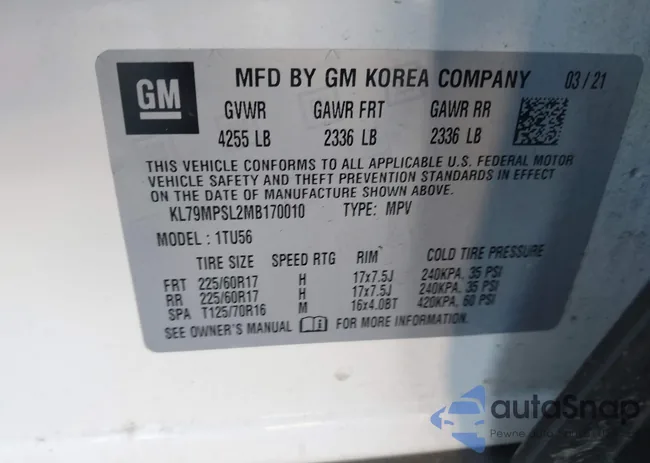 GM
MFD BY GM KOREA COMPANY 03/21
GVWR GAWR FRT GAWR RR
4255 LB 2336 LB 2336 LB
THIS VEHICLE CONFORMS TO ALL APPLICABLE U.S. FEDERAL MOTOR
VEHICLE SAFETY AND THEFT PREVENTION STANDARDS IN EFFECT
ON THE DATE OF MANUFACTURE SHOWN ABOVE.
KL79MPSL2MB170010 TYPE: MPV
MODEL : 1TU56
TIRE SIZE SPEED RTG RIM COLD TIRE PRESSURE
FRT 225/60R17 H 17x7.5J 240KPA, 35 PSI
RR 225/60R17 H 17x7.5J 240KPA, 35 PSI
SPA T125/70R16 M 16x4.0BT 420KPA, 60 PSI
SEE OWNER'S MANUAL FOR MORE INFORMATION.
autoSnap